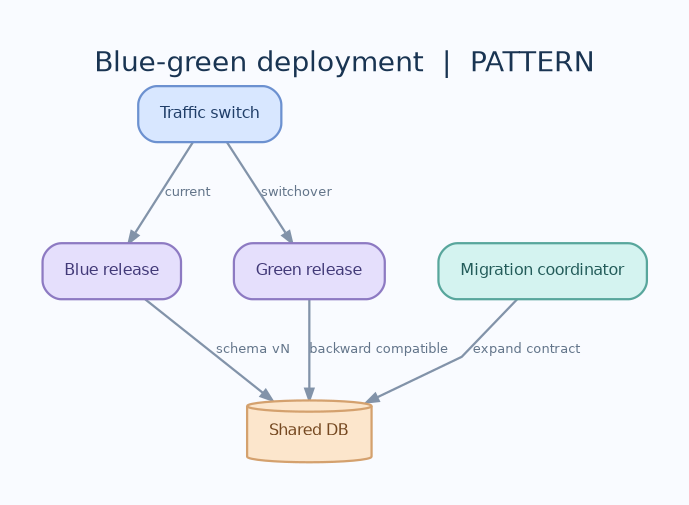 Blue-green deployment | PATTERN
Traffic switch
current
switchover
Blue release
Green release
Migration coordinator
schema vN
backward compatible
expand contract
Shared DB